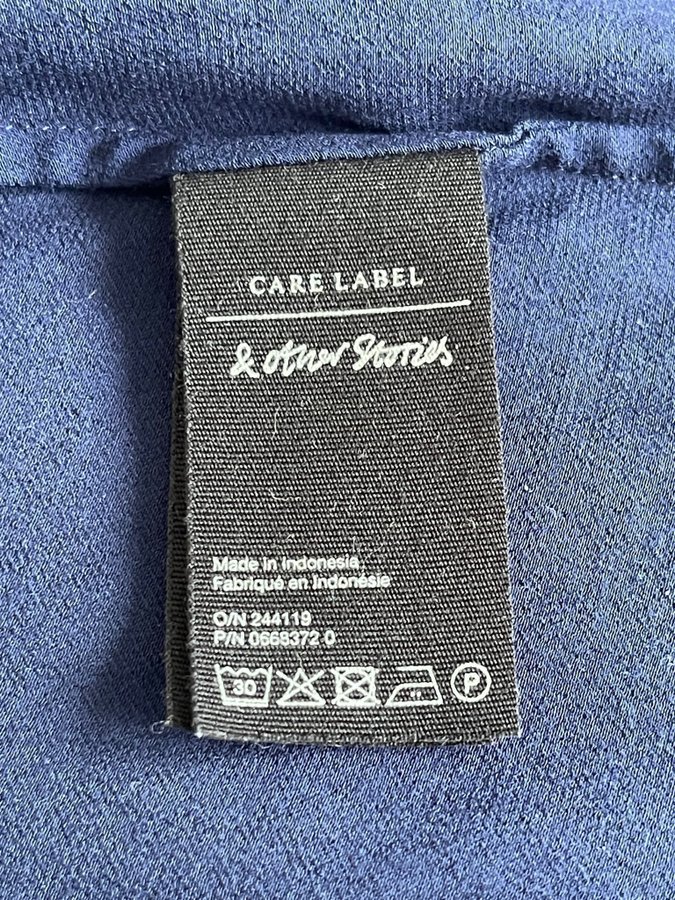 CARE LABEL
& other Stories
Made in Indonesia
Fabriqué en Indonésie
O/N 244119
P/N 0668372 0
30
P